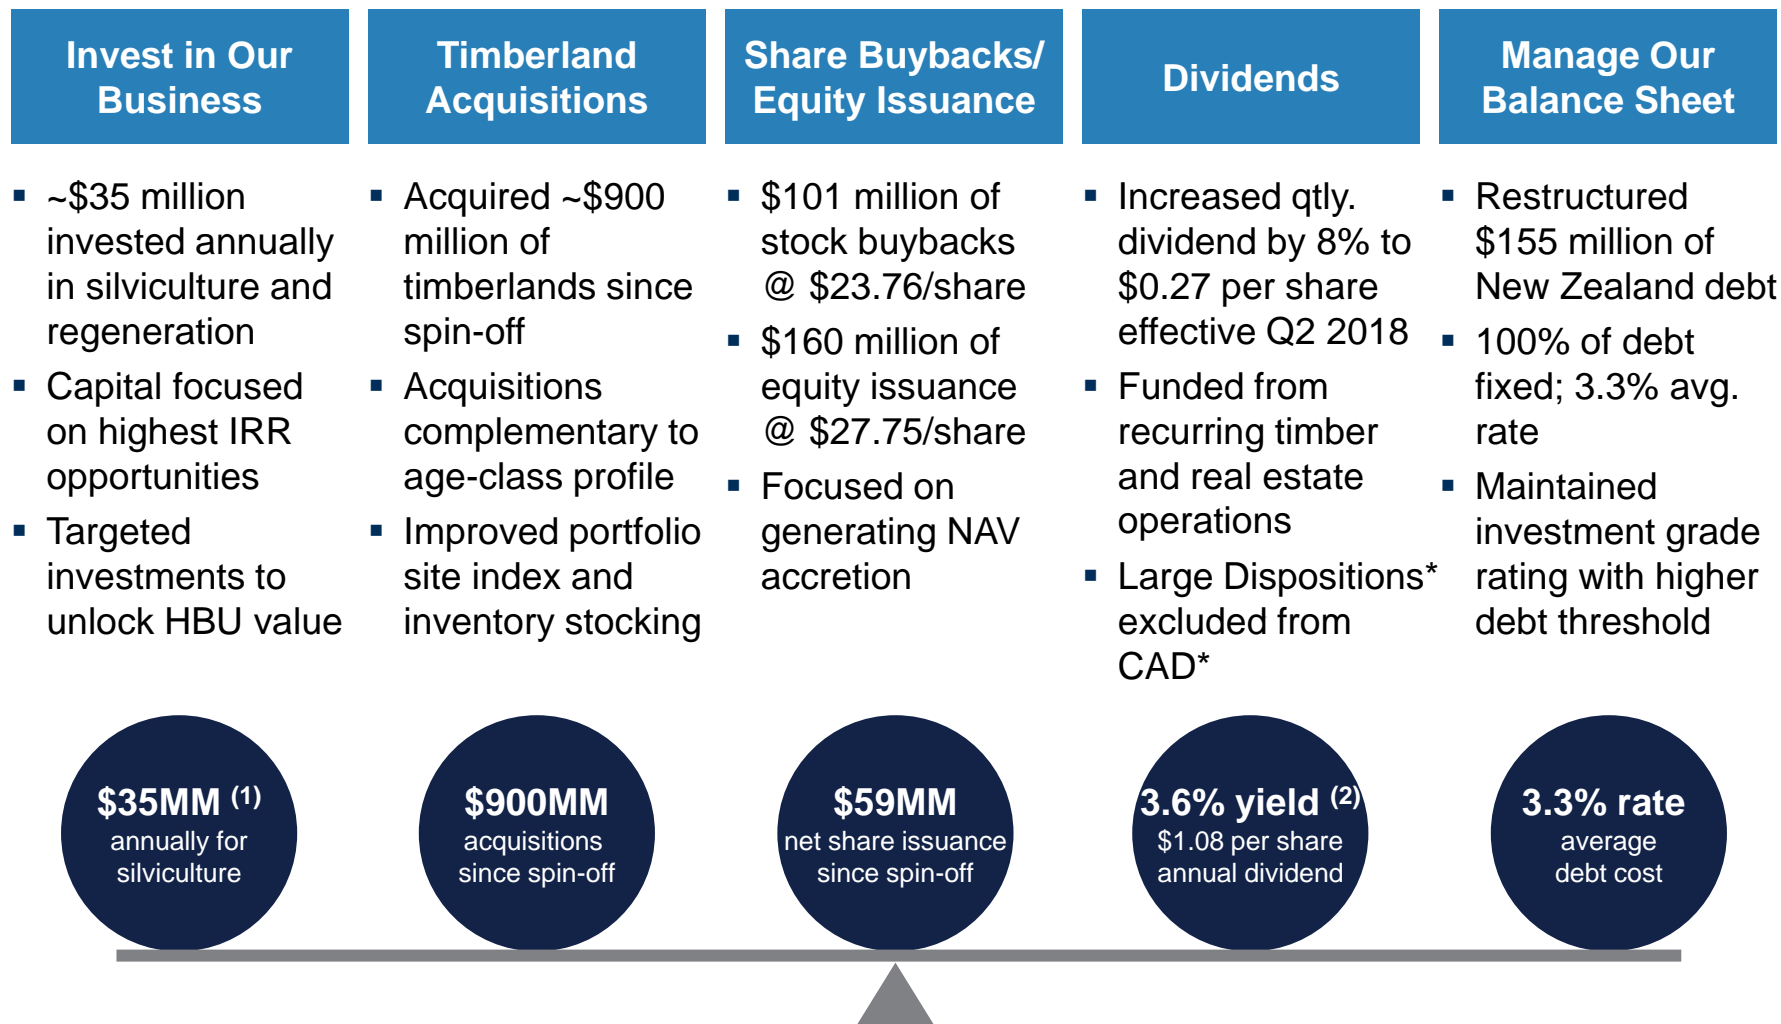 Invest in Our
Business
▪ ~$35 million
invested annually
in silviculture and
regeneration
▪ Capital focused
on highest IRR
opportunities
▪ Targeted
investments to
unlock HBU value
$35MM (1)
annually for
silviculture
Timberland
Acquisitions
▪ Acquired ~$900
million of
timberlands since
spin-off
▪ Acquisitions
complementary to
age-class profile
▪ Improved portfolio
site index and
inventory stocking
$900MM
acquisitions
since spin-off
Share Buybacks/
Equity Issuance
▪ $101 million of
stock buybacks
@ $23.76/share
▪ $160 million of
equity issuance
@ $27.75/share
▪ Focused on
generating NAV
accretion
$59MM
net share issuance
since spin-off
Dividends
▪ Increased qtly.
dividend by 8% to
$0.27 per share
effective Q2 2018
▪ Funded from
recurring timber
and real estate
operations
▪ Large Dispositions*
excluded from
CAD*
3.6% yield (2)
$1.08 per share
annual dividend
Manage Our
Balance Sheet
▪ Restructured
$155 million of
New Zealand debt
▪ 100% of debt
fixed; 3.3% avg.
rate
▪ Maintained
investment grade
rating with higher
debt threshold
3.3% rate
average
debt cost